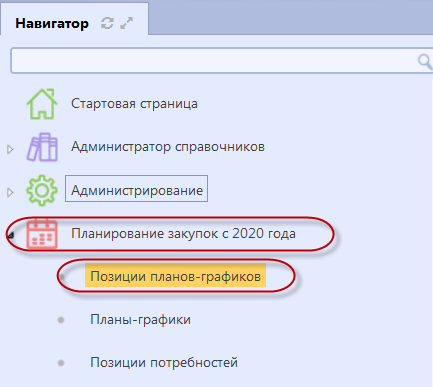 Навигатор
Стартовая страница
Администратор справочников
Администрирование
Планирование закупок с 2020 года
Позиции планов-графиков
Планы-графики
Позиции потребностей